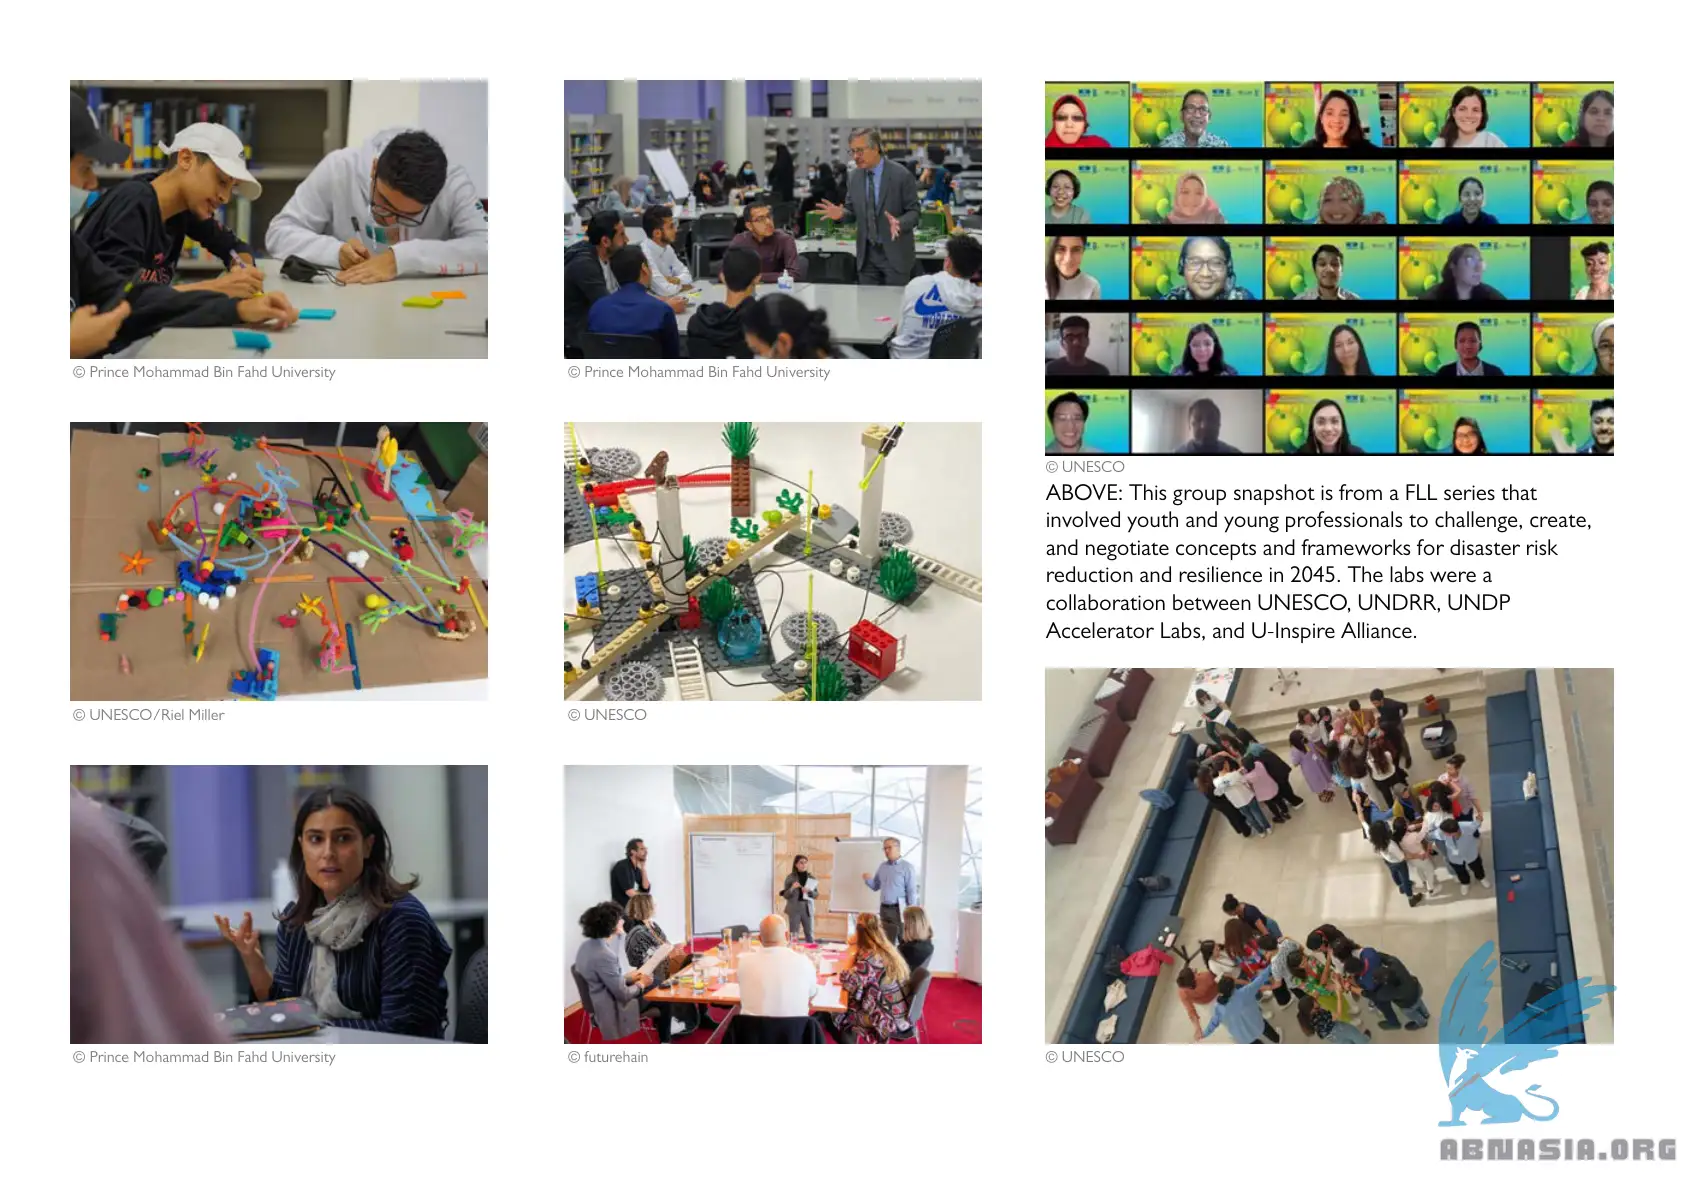 © Prince Mohammad Bin Fahd University
© Prince Mohammad Bin Fahd University
© UNESCO/Riel Miller
© UNESCO
© Prince Mohammad Bin Fahd University
© futurehain
© UNESCO
ABOVE: This group snapshot is from a FLL series that
involved youth and young professionals to challenge, create,
and negotiate concepts and frameworks for disaster risk
reduction and resilience in 2045. The labs were a
collaboration between UNESCO, UNDRR, UNDP
Accelerator Labs, and U-Inspire Alliance.
© UNESCO
ABNASIA.ORG